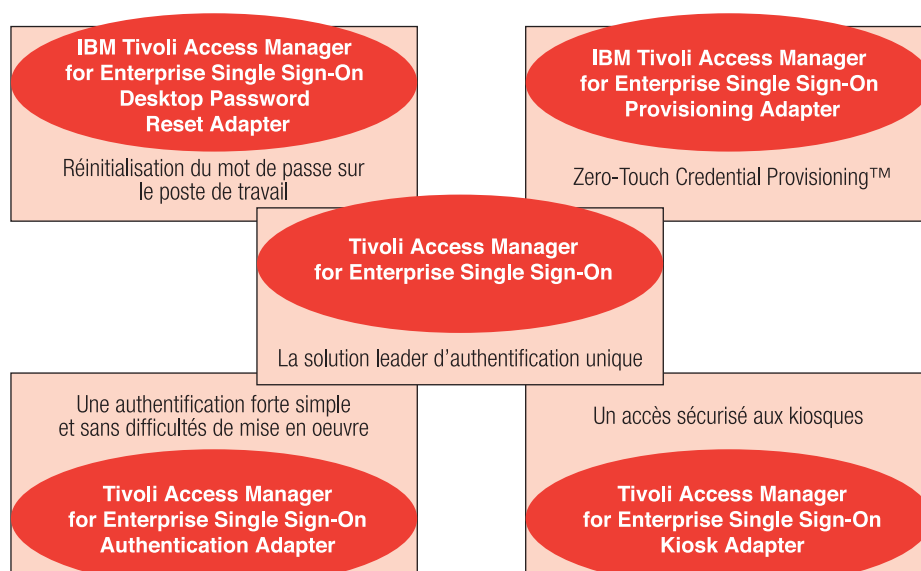 IBM Tivoli Access Manager
for Enterprise Single Sign-On
Desktop Password
Reset Adapter
Réinitialisation du mot de passe sur
le poste de travail
IBM Tivoli Access Manager
for Enterprise Single Sign-On
Provisioning Adapter
Zero-Touch Credential Provisioning™
Tivoli Access Manager
for Enterprise Single Sign-On
La solution leader d'authentification unique
Une authentification forte simple
et sans difficultés de mise en oeuvre
Tivoli Access Manager
for Enterprise Single Sign-On
Authentication Adapter
Un accès sécurisé aux kiosques
Tivoli Access Manager
for Enterprise Single Sign-On
Kiosk Adapter